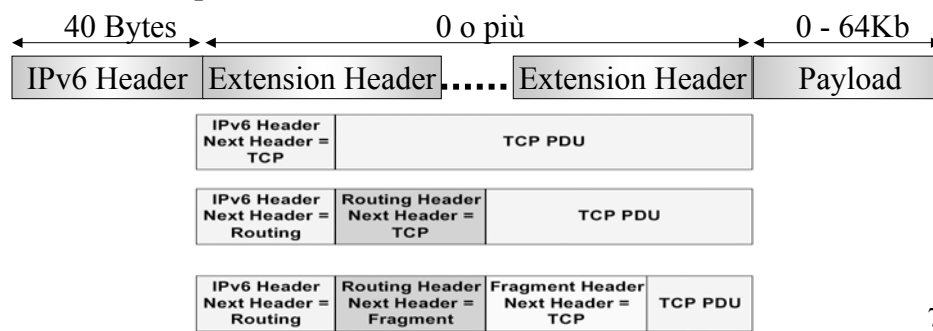 40 Bytes 0 o più 0 - 64Kb
IPv6 Header Extension Header ...... Extension Header Payload
IPv6 Header
Next Header =
TCP
TCP PDU
IPv6 Header
Next Header =
Routing
Routing Header
Next Header =
TCP
TCP PDU
IPv6 Header
Next Header =
Routing
Routing Header
Next Header =
Fragment
Fragment Header
Next Header =
TCP
TCP PDU